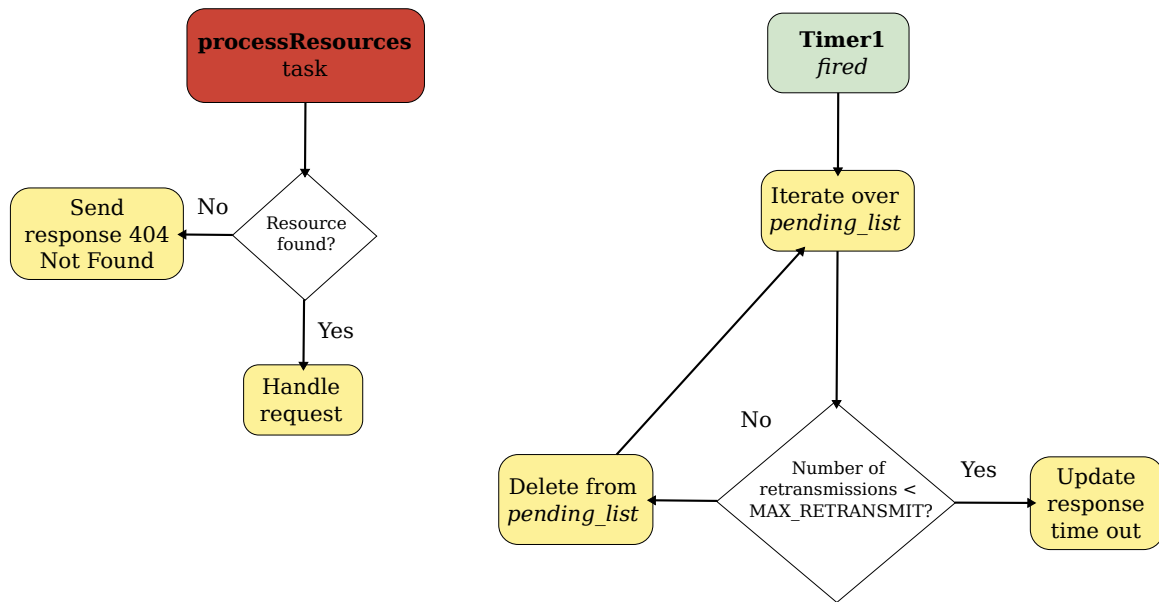 processResources
task
No
Send
response 404
Not Found
Resource
found?
Yes
Handle
request
Timer1
fired
Iterate over
pending_list
No
Delete from
pending_list
Number of
retransmissions <
MAX_RETRANSMIT?
Yes
Update
response
time out